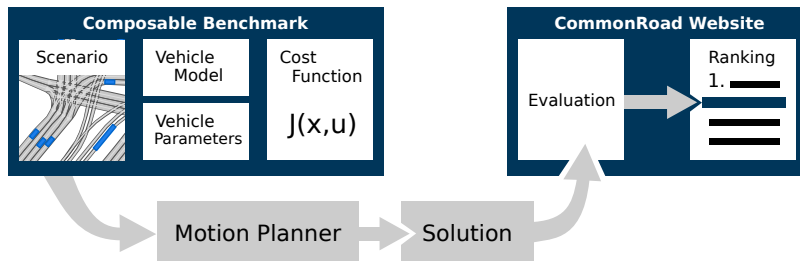 Composable Benchmark
Scenario
Vehicle
Model
Vehicle
Parameters
Cost
Function
J(x,u)
CommonRoad Website
Evaluation
Ranking
1.
Motion Planner
Solution